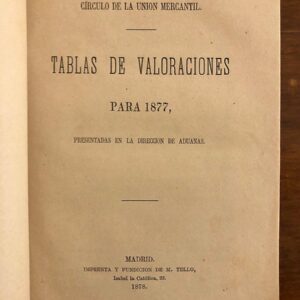 CÍRCULO DE LA UNION MERCANTIL.
TABLAS DE VALORACIONES
PARA 1877,
PRESENTADAS EN LA DIRECCION DE ADUANAS.
MADRID.
IMPRENTA Y FUNDICION DE M. TELLO,
Isabel la Católica, 23.
1878.